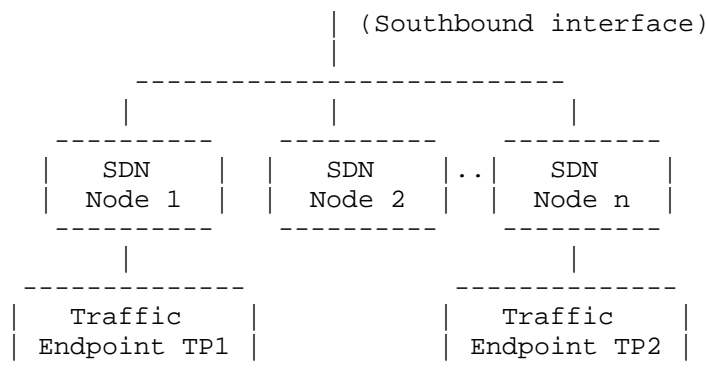 | (Southbound interface)
|
---------------------------
| | |
---------- ---------- ----------
| SDN | | SDN |..| SDN |
| Node 1 | | Node 2 | | Node n |
---------- ---------- ----------
| |
-------------- --------------
| Traffic | | Traffic |
| Endpoint TP1 | | Endpoint TP2 |